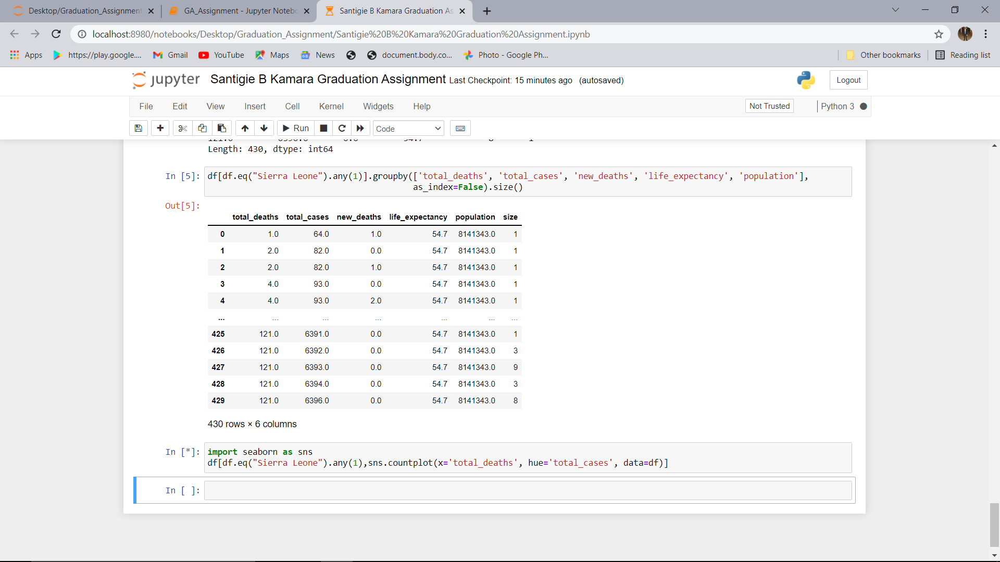 Desktop/Graduation_Assignment
GA_Assignment - Jupyter Notebo
Santigie B Kamara Graduation As
localhost:8980/notebooks/Desktop/Graduation_Assignment/Santigie%20B%20Kamara%20Graduation%20Assignment.ipynb
Apps https://play.google.... Gmail YouTube Maps News document.body.co... Photo - Google Ph... Other bookmarks Reading list
jupyter Santigie B Kamara Graduation Assignment Last Checkpoint: 15 minutes ago (autosaved) Logout
File Edit View Insert Cell Kernel Widgets Help Not Trusted Python 3
Run Code
Length: 430, dtype: int64
In [5]: df[df.eq("Sierra Leone").any(1)].groupby(['total_deaths', 'total_cases', 'new_deaths', 'life_expectancy', 'population'],
as_index=False).size()
Out[5]:
total_deaths total_cases new_deaths life_expectancy population size
0 1.0 64.0 1.0 54.7 8141343.0 1
1 2.0 82.0 0.0 54.7 8141343.0 1
2 2.0 82.0 1.0 54.7 8141343.0 1
3 4.0 93.0 0.0 54.7 8141343.0 1
4 4.0 93.0 2.0 54.7 8141343.0 1
... ... ... ... ... ... ...
425 121.0 6391.0 0.0 54.7 8141343.0 1
426 121.0 6392.0 0.0 54.7 8141343.0 3
427 121.0 6393.0 0.0 54.7 8141343.0 9
428 121.0 6394.0 0.0 54.7 8141343.0 3
429 121.0 6396.0 0.0 54.7 8141343.0 8
430 rows × 6 columns
In [*]: import seaborn as sns
df[df.eq("Sierra Leone").any(1),sns.countplot(x='total_deaths', hue='total_cases', data=df)]
In [ ]: